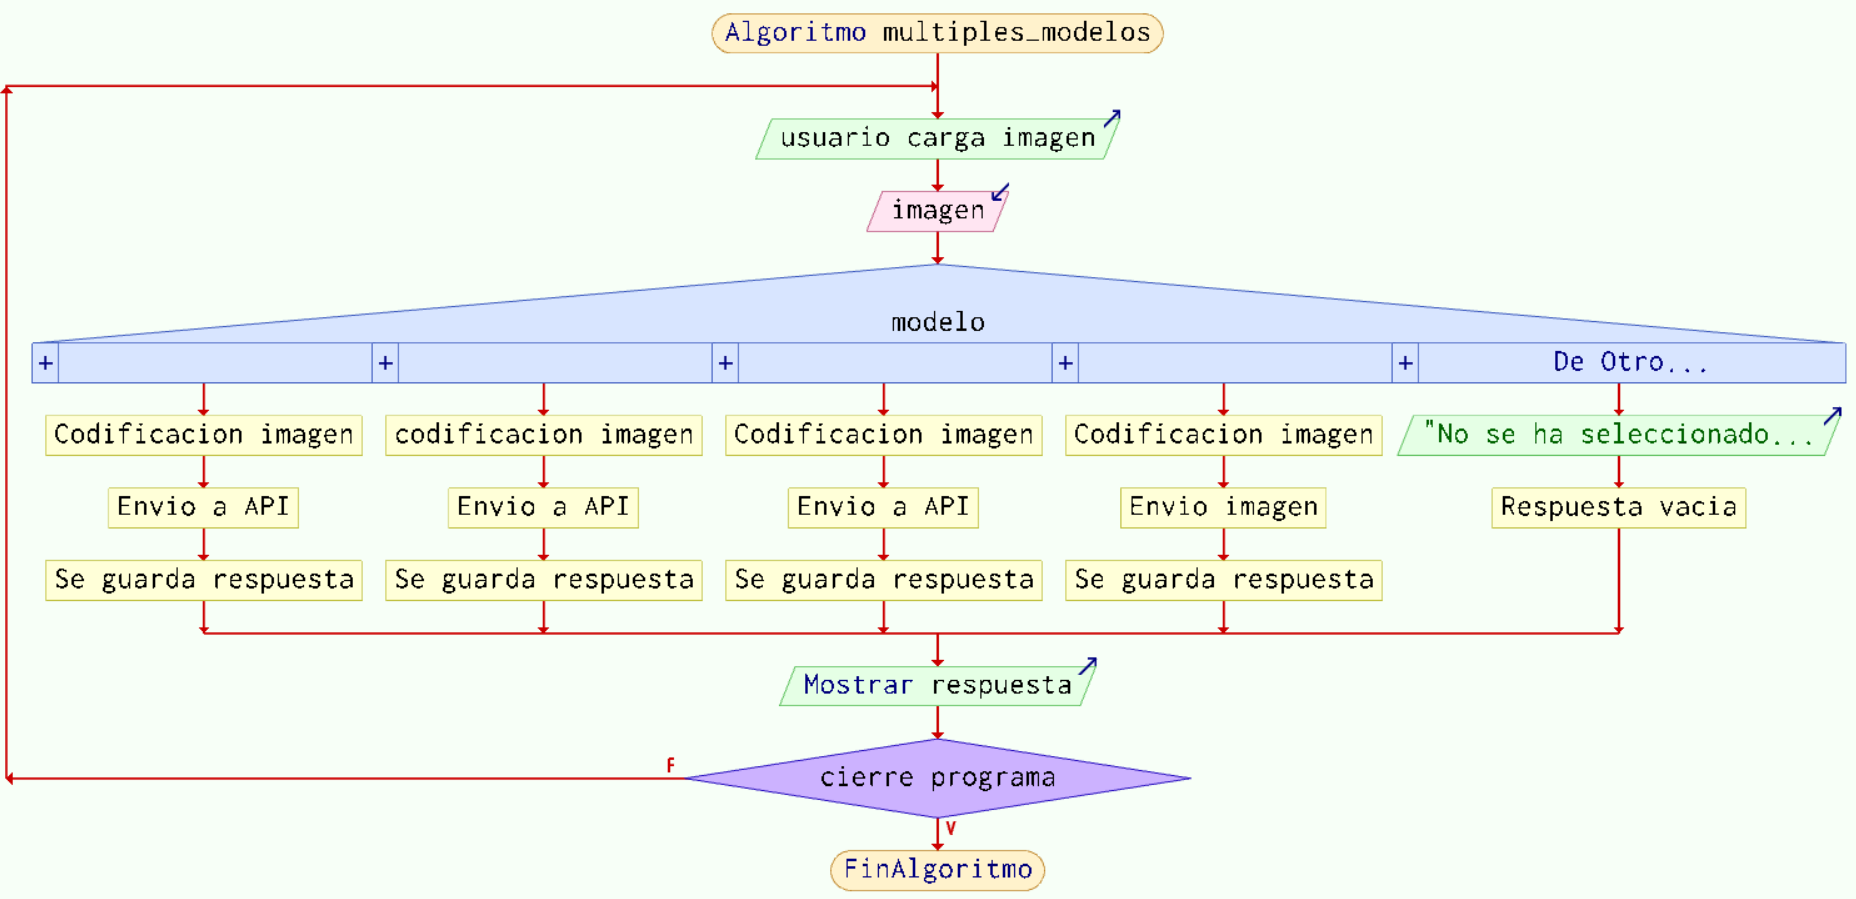 Algoritmo multiples_modelos
usuario carga imagen
imagen
modelo
+ + + + + De Otro...
Codificacion imagen codificacion imagen Codificacion imagen Codificacion imagen "No se ha seleccionado...
Envio a API Envio a API Envio a API Envio imagen Respuesta vacia
Se guarda respuesta Se guarda respuesta Se guarda respuesta Se guarda respuesta
Mostrar respuesta
F
cierre programa
V
FinAlgoritmo